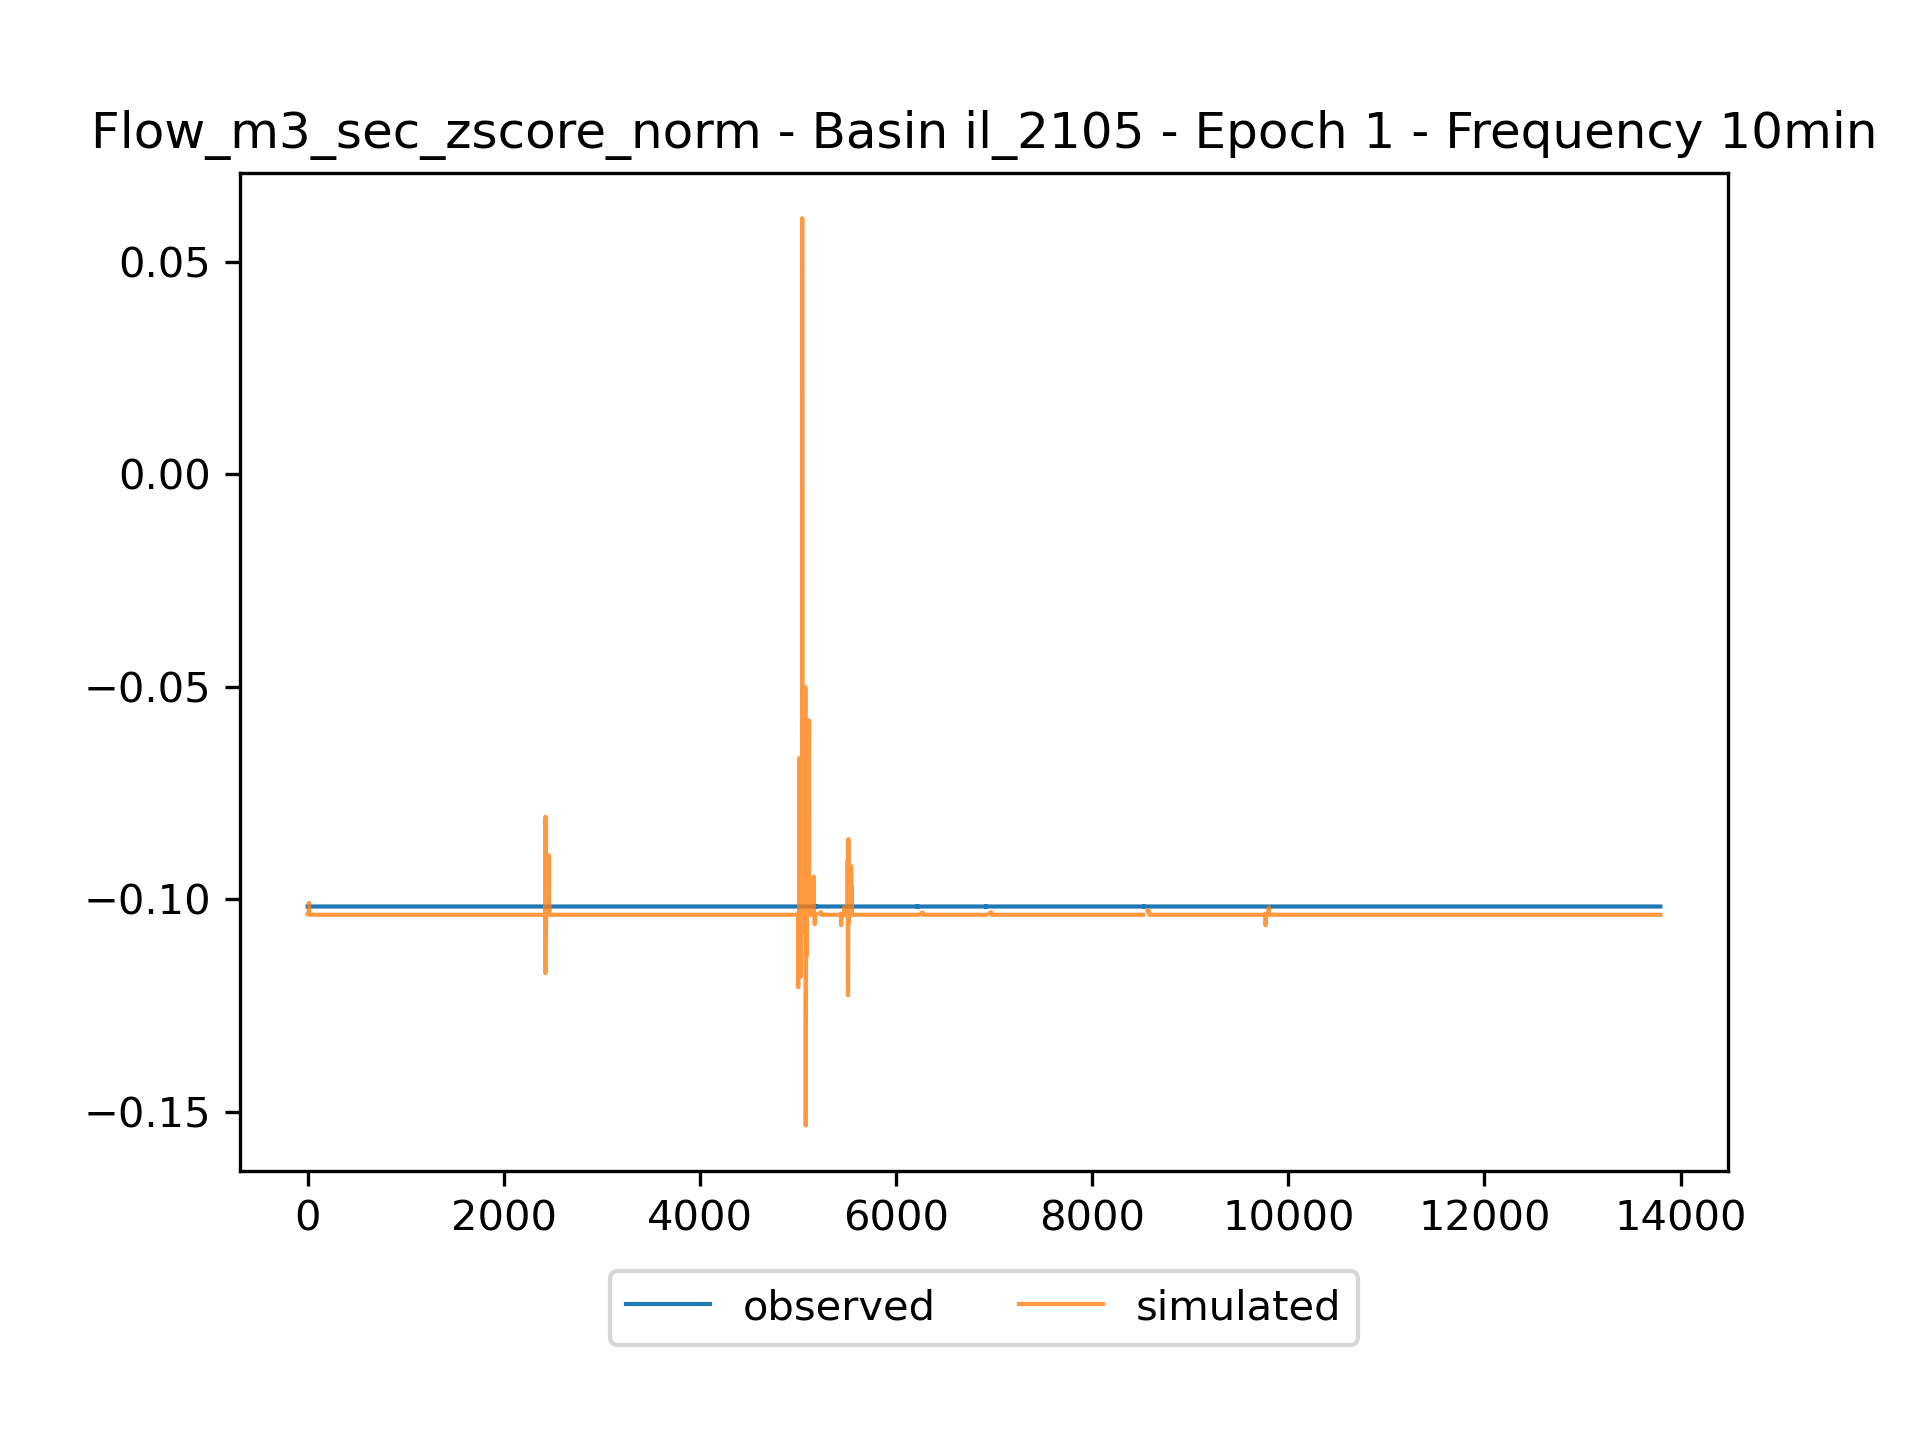 Flow_m3_sec_zscore_norm - Basin il_2105 - Epoch 1 - Frequency 10min
0.05
0.00
−0.05
−0.10
−0.15
0 2000 4000 6000 8000 10000 12000 14000
observed simulated